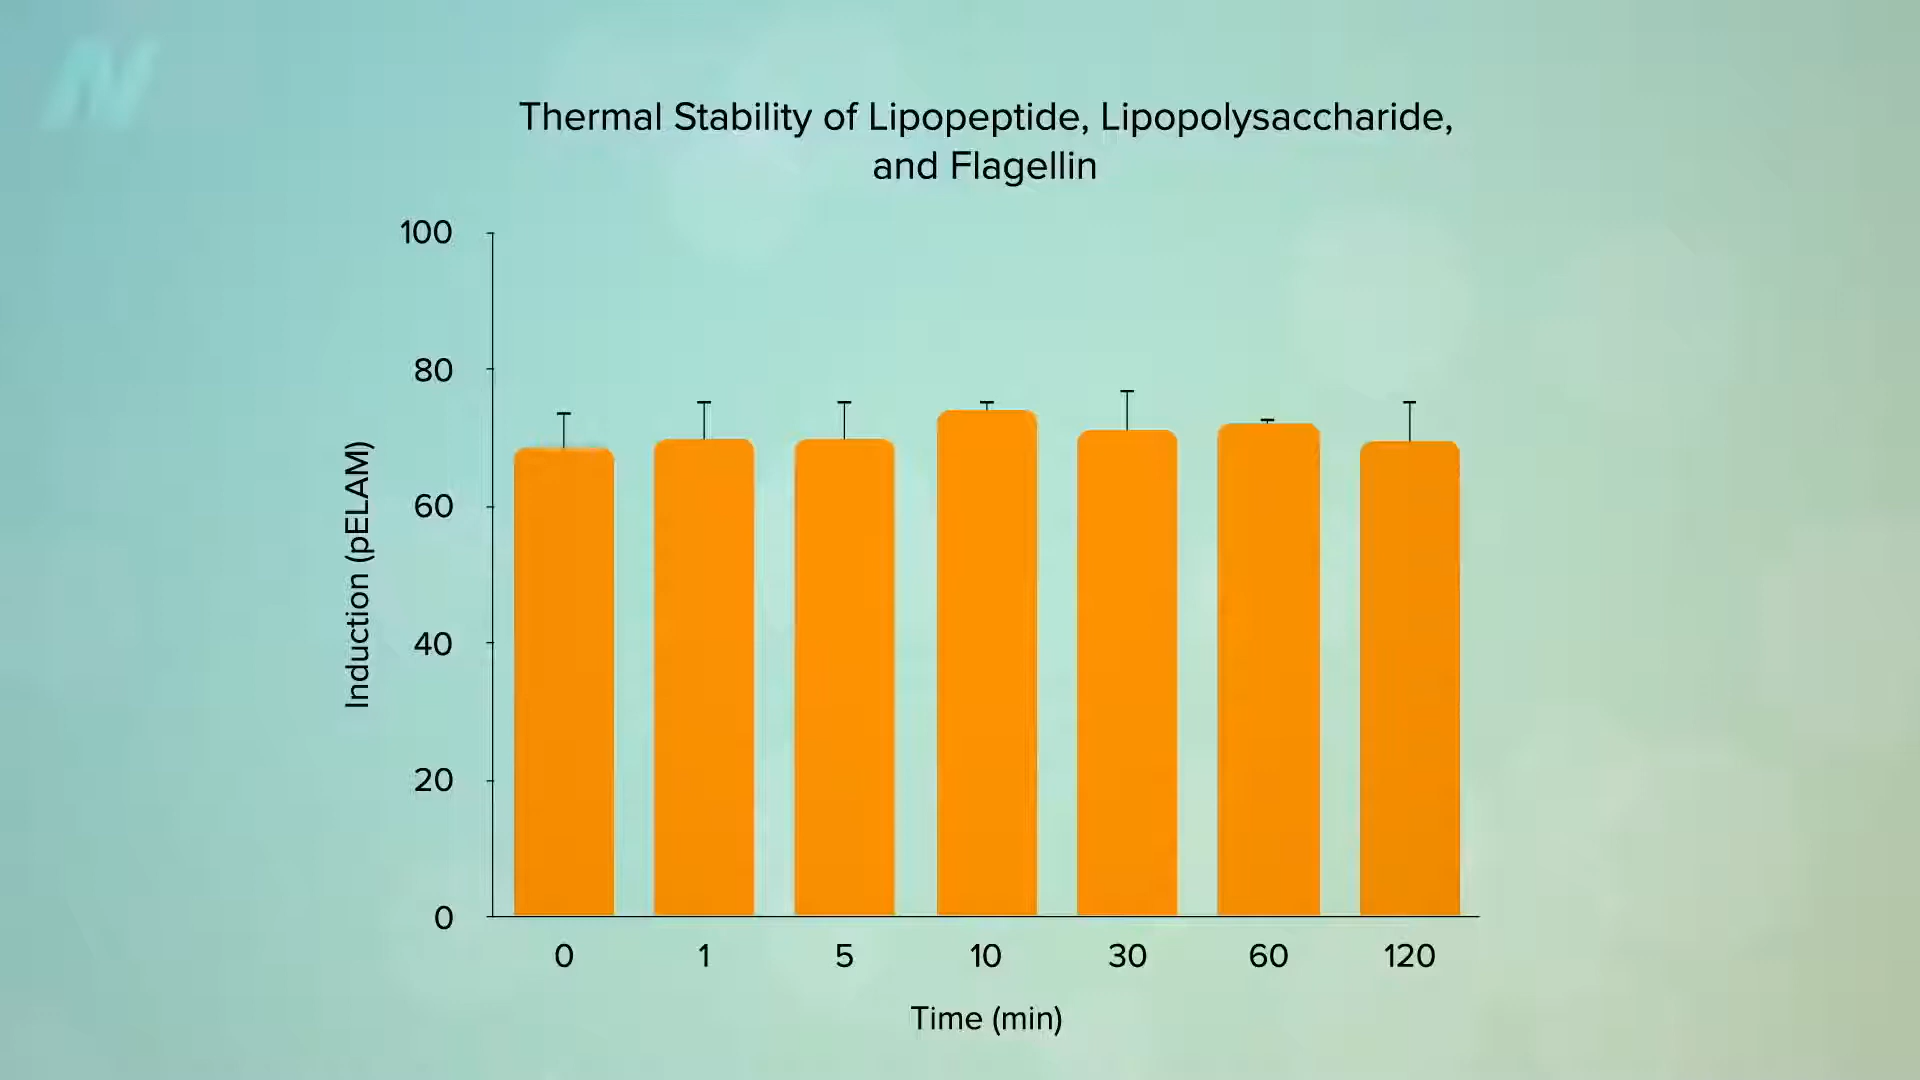 N
Thermal Stability of Lipopeptide, Lipopolysaccharide,
and Flagellin
100
80
60
40
20
0
Induction (pELAM)
0 1 5 10 30 60 120
Time (min)